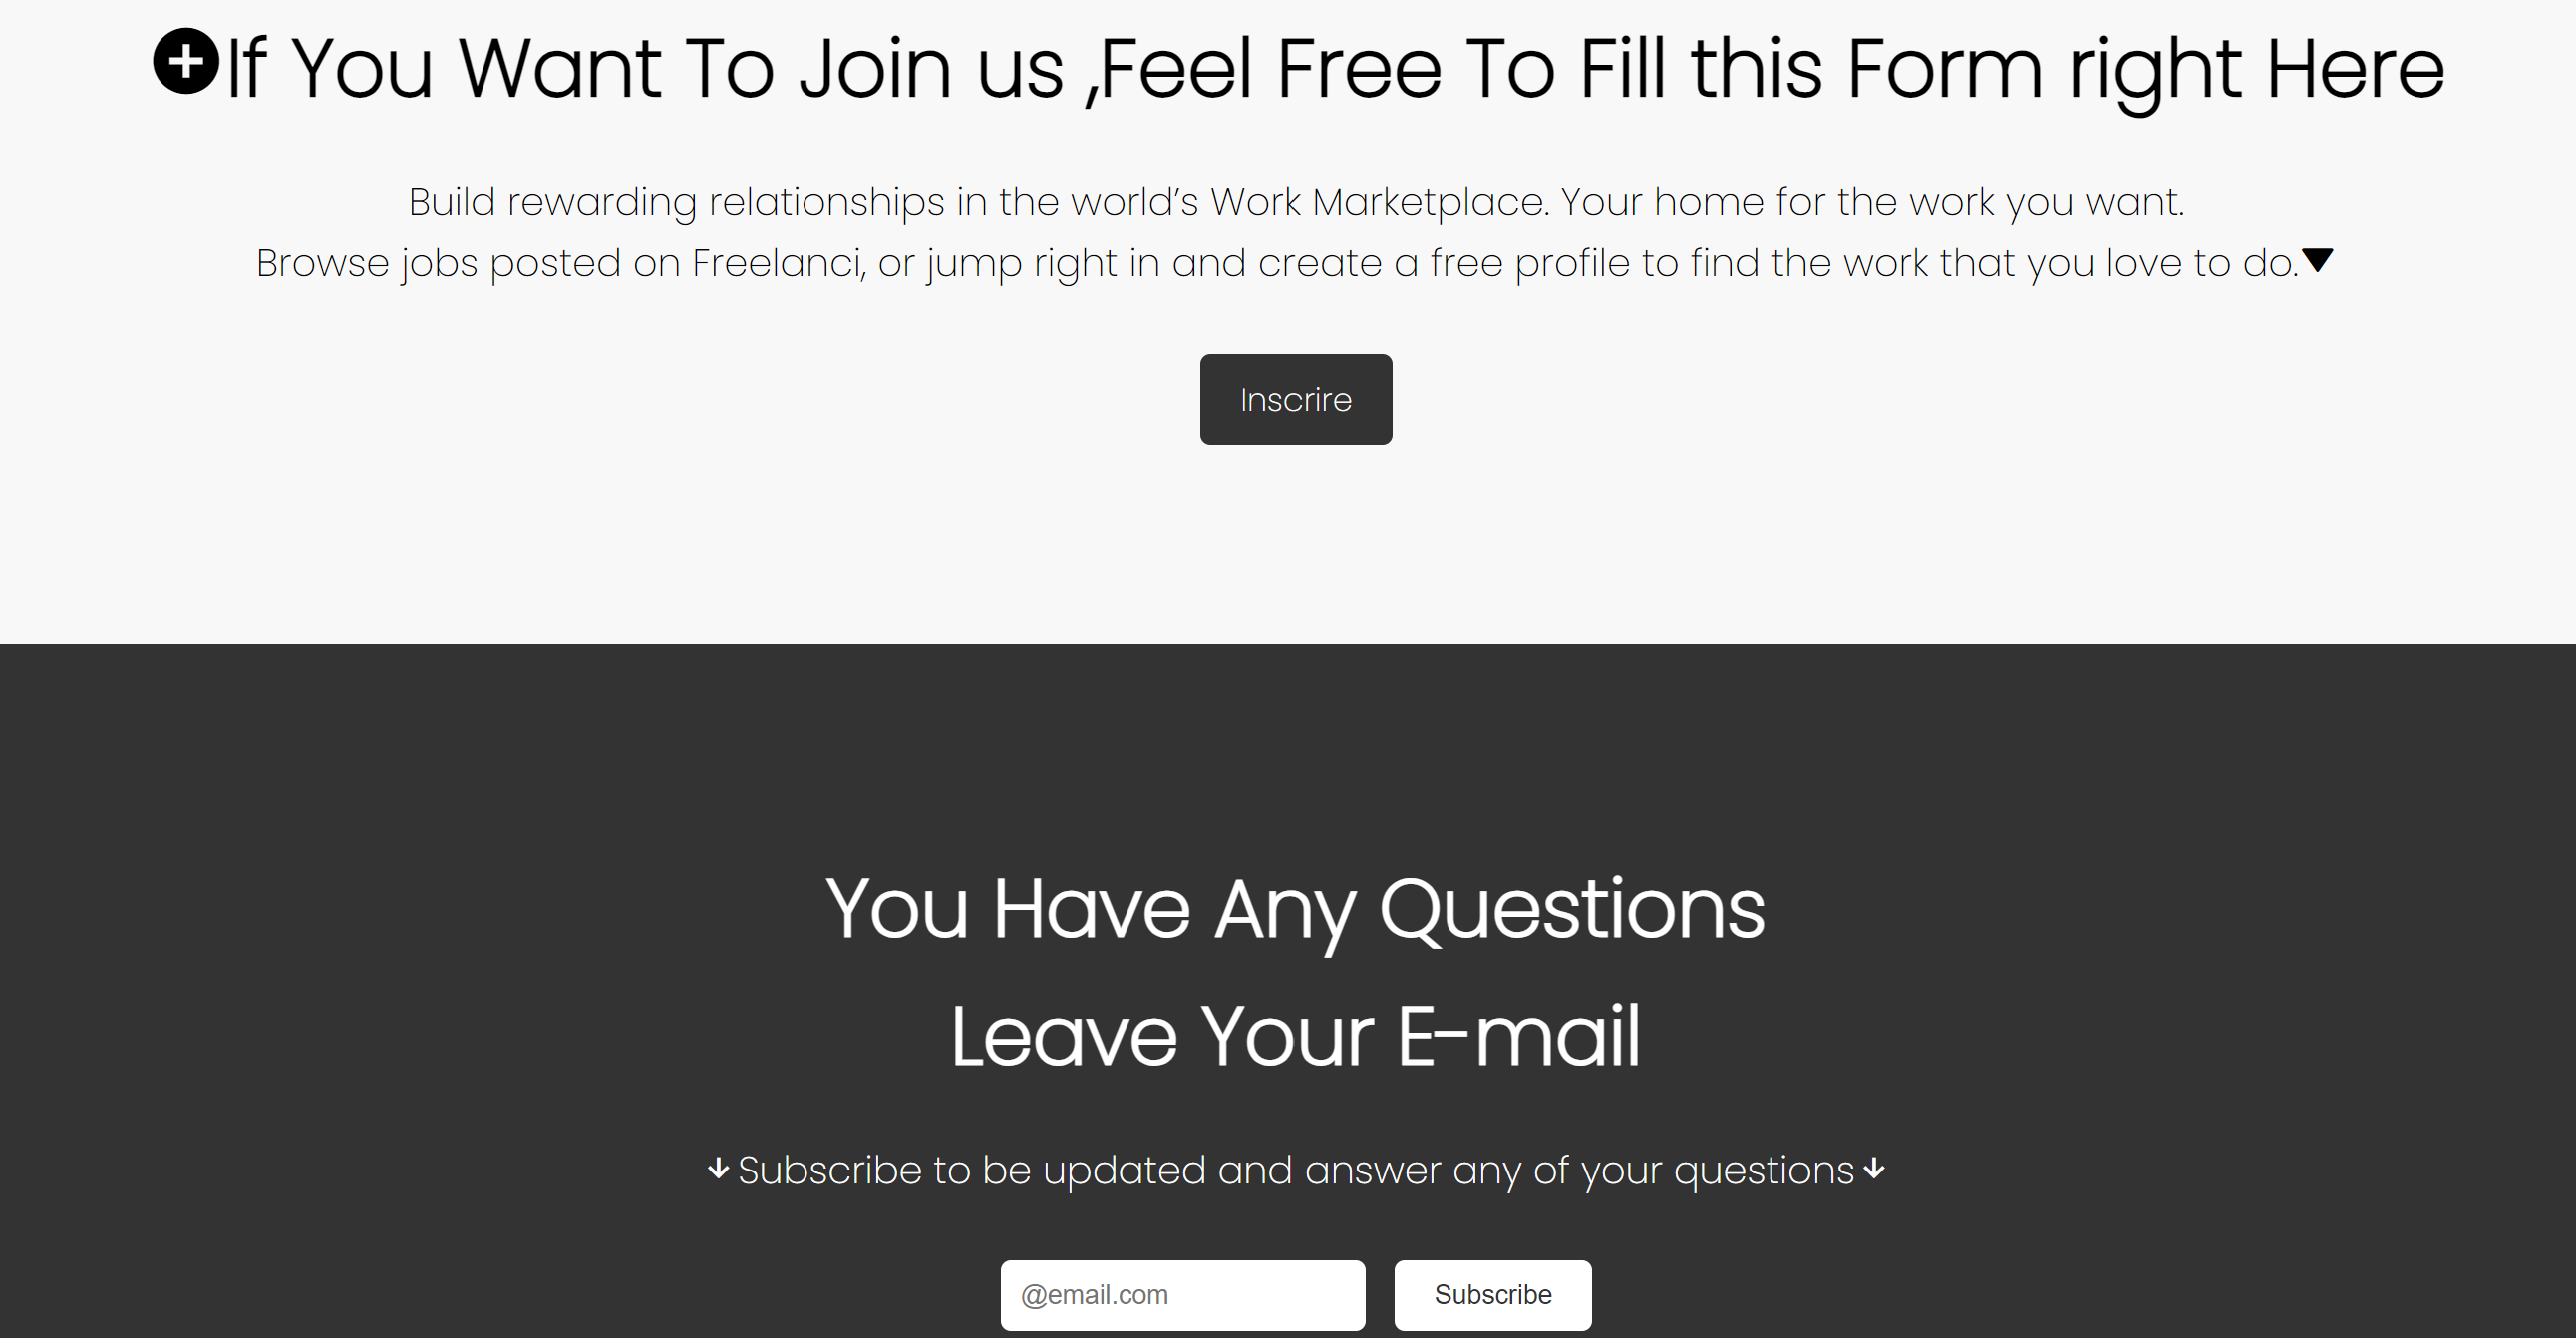 If You Want To Join us ,Feel Free To Fill this Form right Here
Build rewarding relationships in the world’s Work Marketplace. Your home for the work you want.
Browse jobs posted on Freelanci, or jump right in and create a free profile to find the work that you love to do.
Inscrire
You Have Any Questions
Leave Your E-mail
Subscribe to be updated and answer any of your questions
@email.com
Subscribe